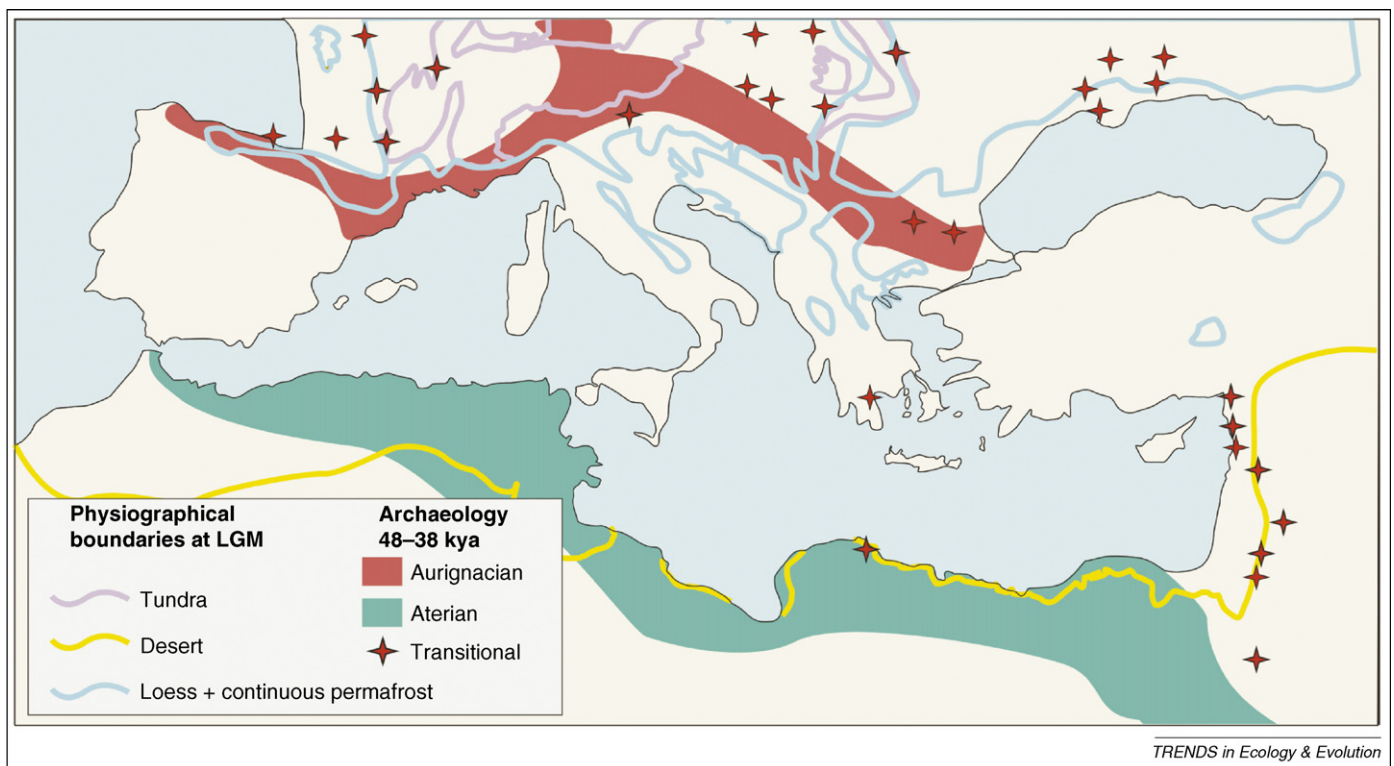 Physiographical
boundaries at LGM
Tundra
Desert
Loess + continuous permafrost
Archaeology
48–38 kya
Aurignacian
Aterian
Transitional
TRENDS in Ecology & Evolution